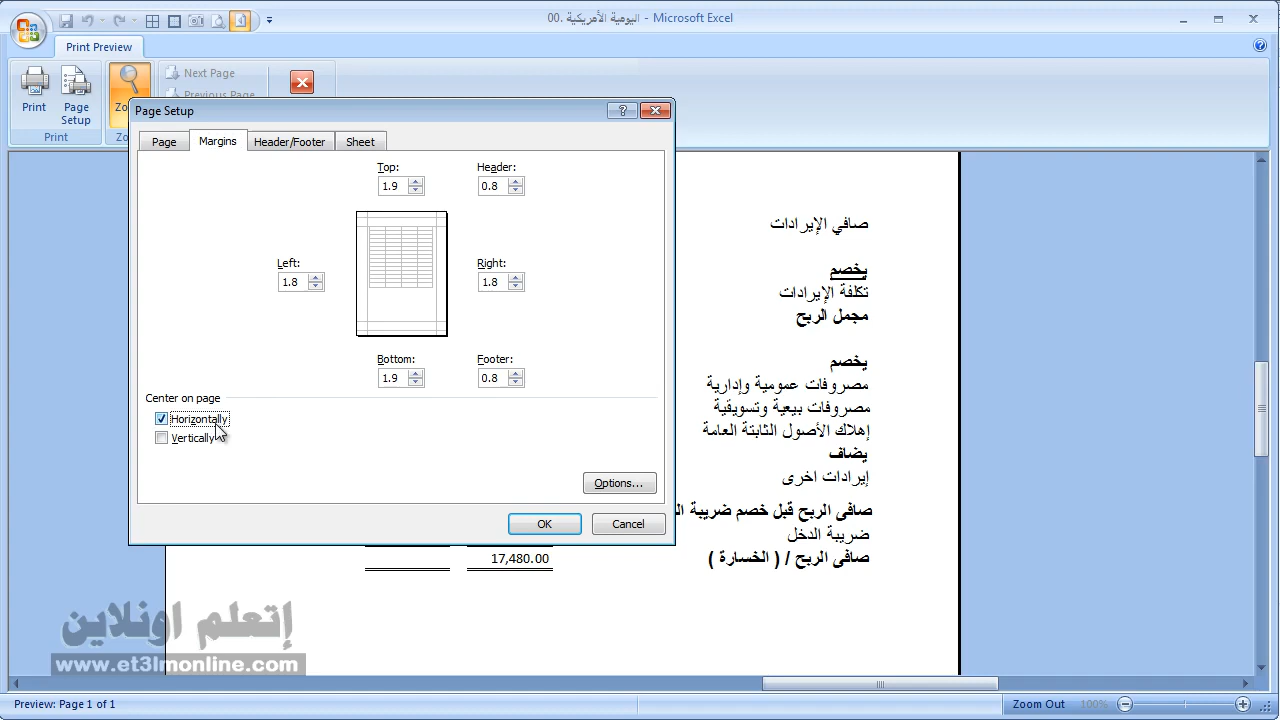 اليومية الأمريكية .00 - Microsoft Excel
Print Preview
Print
Page Setup
Next Page
Previous Page
Print
Page Setup
Page
Margins
Header/Footer
Sheet
Top:
Header:
1.9
0.8
Left:
Right:
1.8
1.8
Bottom:
Footer:
1.9
0.8
Center on page
Horizontally
Vertically
Options...
OK
Cancel
صافي الإيرادات
يخصم
تكلفة الإيرادات
مجمل الربح
يخصم
مصروفات عمومية وإدارية
مصروفات بيعية وتسويقية
إهلاك الأصول الثابتة العامة
يضاف
إيرادات اخرى
صافى الربح قبل خصم ضريبة
ضريبة الدخل
صافى الربح / ( الخسارة )
17,480.00
إتعلم اونلاين
www.et3lmonline.com
Preview: Page 1 of 1
Zoom Out
100%